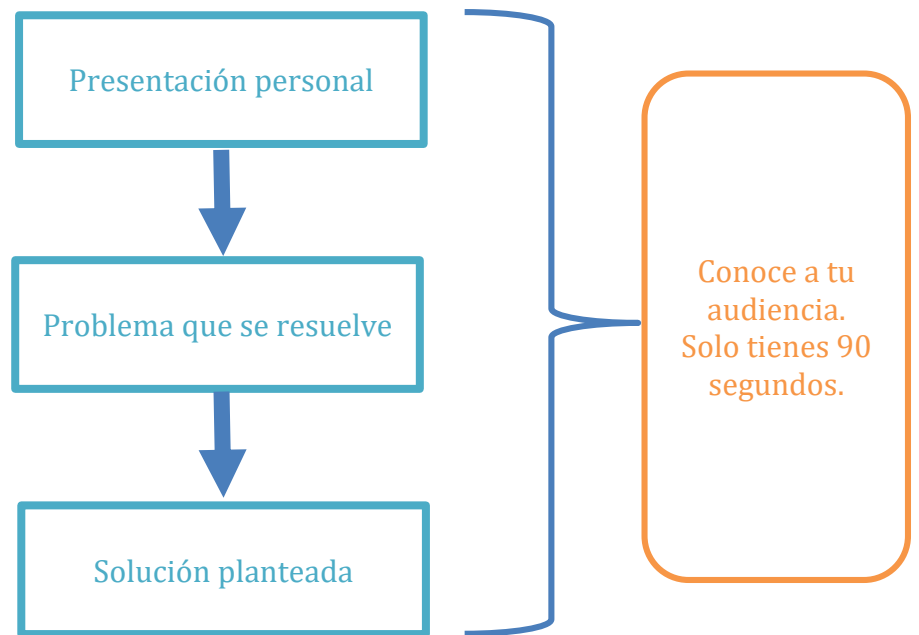 Presentación personal
Problema que se resuelve
Solución planteada
Conoce a tu
audiencia.
Solo tienes 90
segundos.